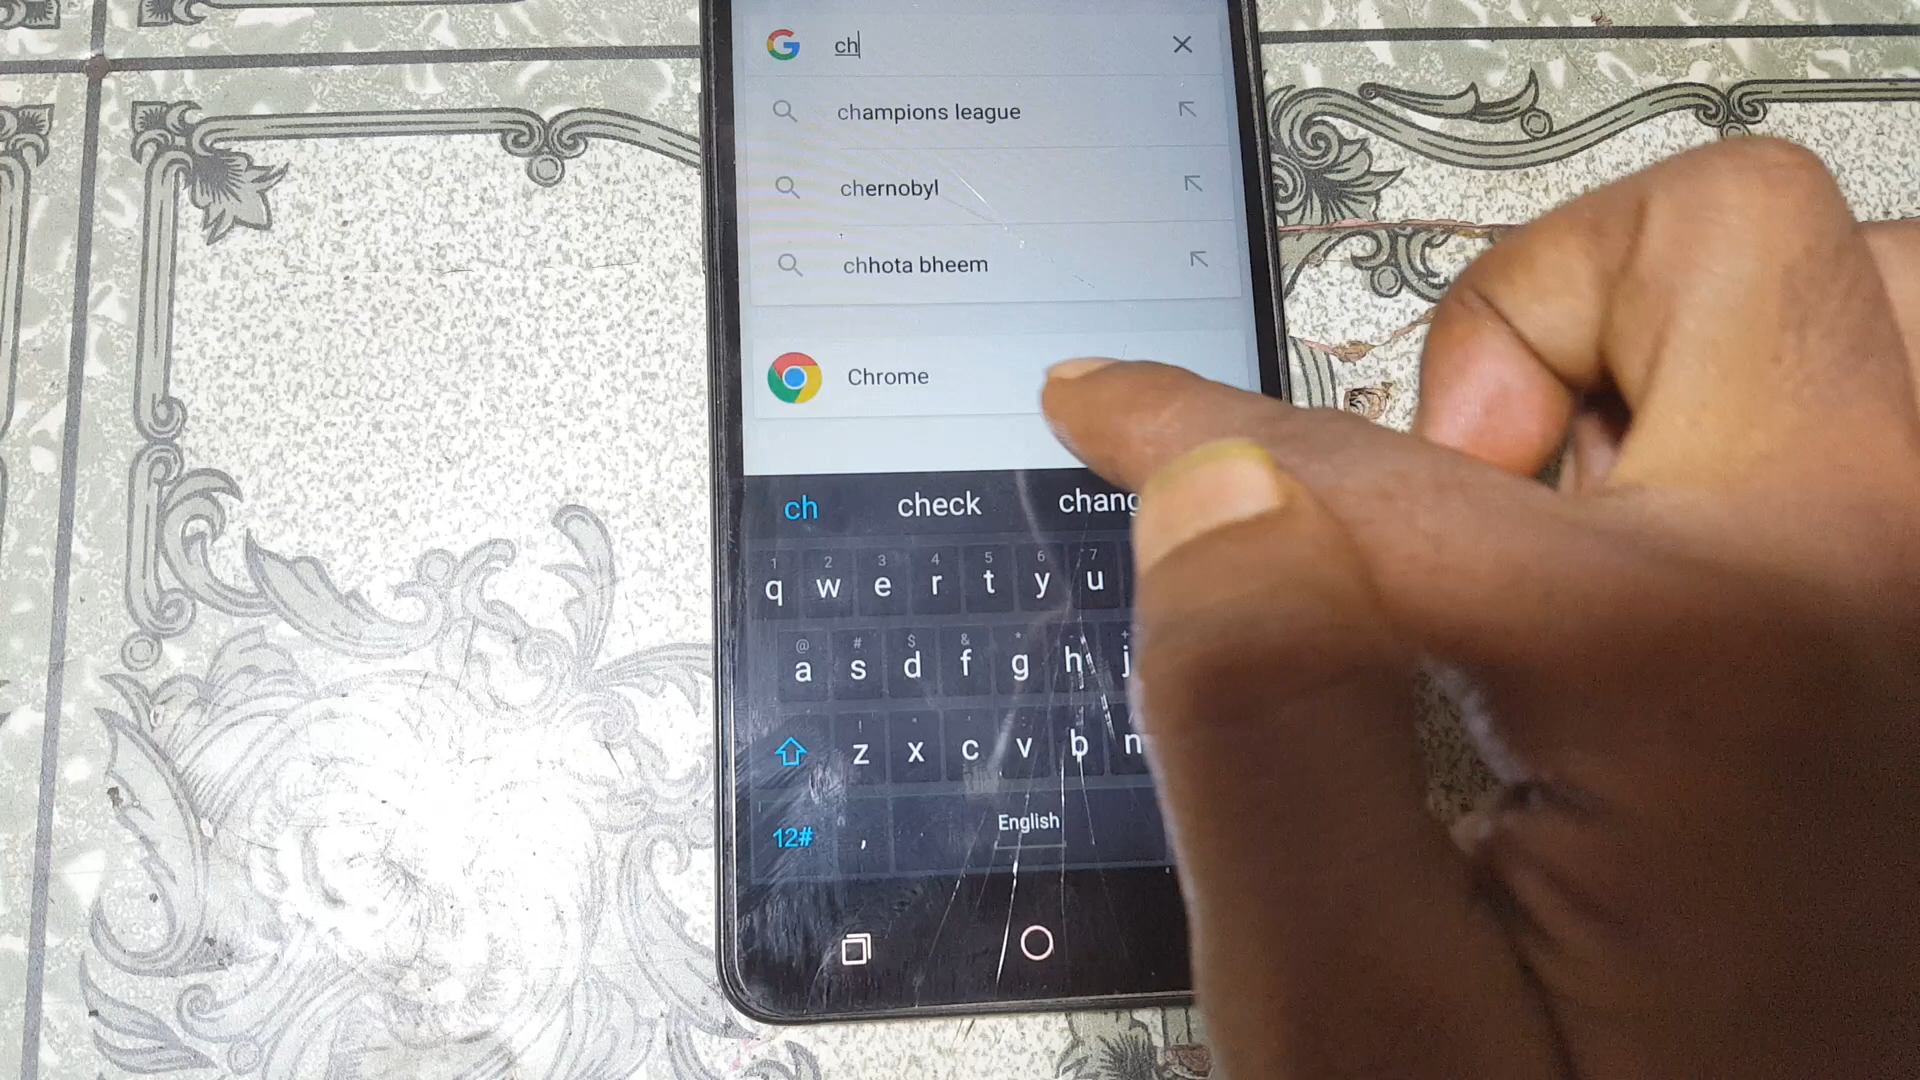 ch
champions league
chernobyl
chhota bheem
Chrome
ch check chang
1 2 3 4 5 6 7
q w e r t y u
@ # $ & * - +
a s d f g h j
z x c v b n
12# , English